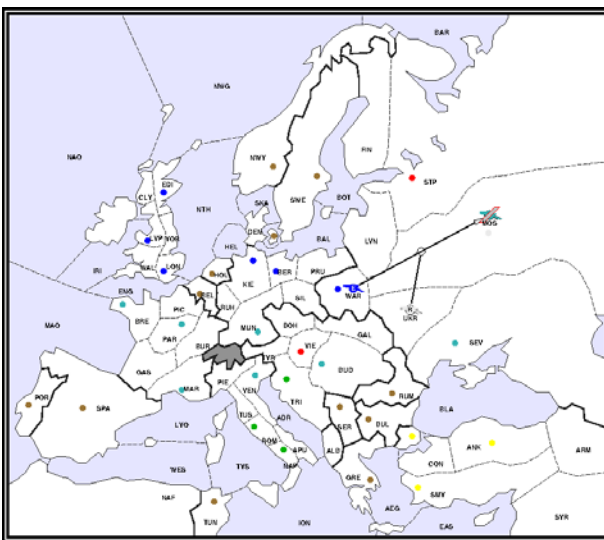 BAR
NWG
NAO
NWY
FIN
STP
EDI
CLY
SWE
BOT
MOS
NTH
SKA
LVP
YOR
DEN
LVN
HEL
BAL
IRI
WAL
LON
HOL
KIE
BER
PRU
WAR
ENG
BEL
RUH
SIL
UKR
MAO
BRE
PIC
PAR
MUN
BOH
GAL
SEV
BUR
VIE
TYR
BUD
GAS
MAR
PIE
VEN
TRI
RUM
POR
SPA
TUS
ADR
SER
BUL
BLA
LYO
ROM
ALB
ANK
ARM
WES
TYS
APU
NAP
CON
GRE
SMY
NAF
TUN
ION
AEG
EAS
SYR